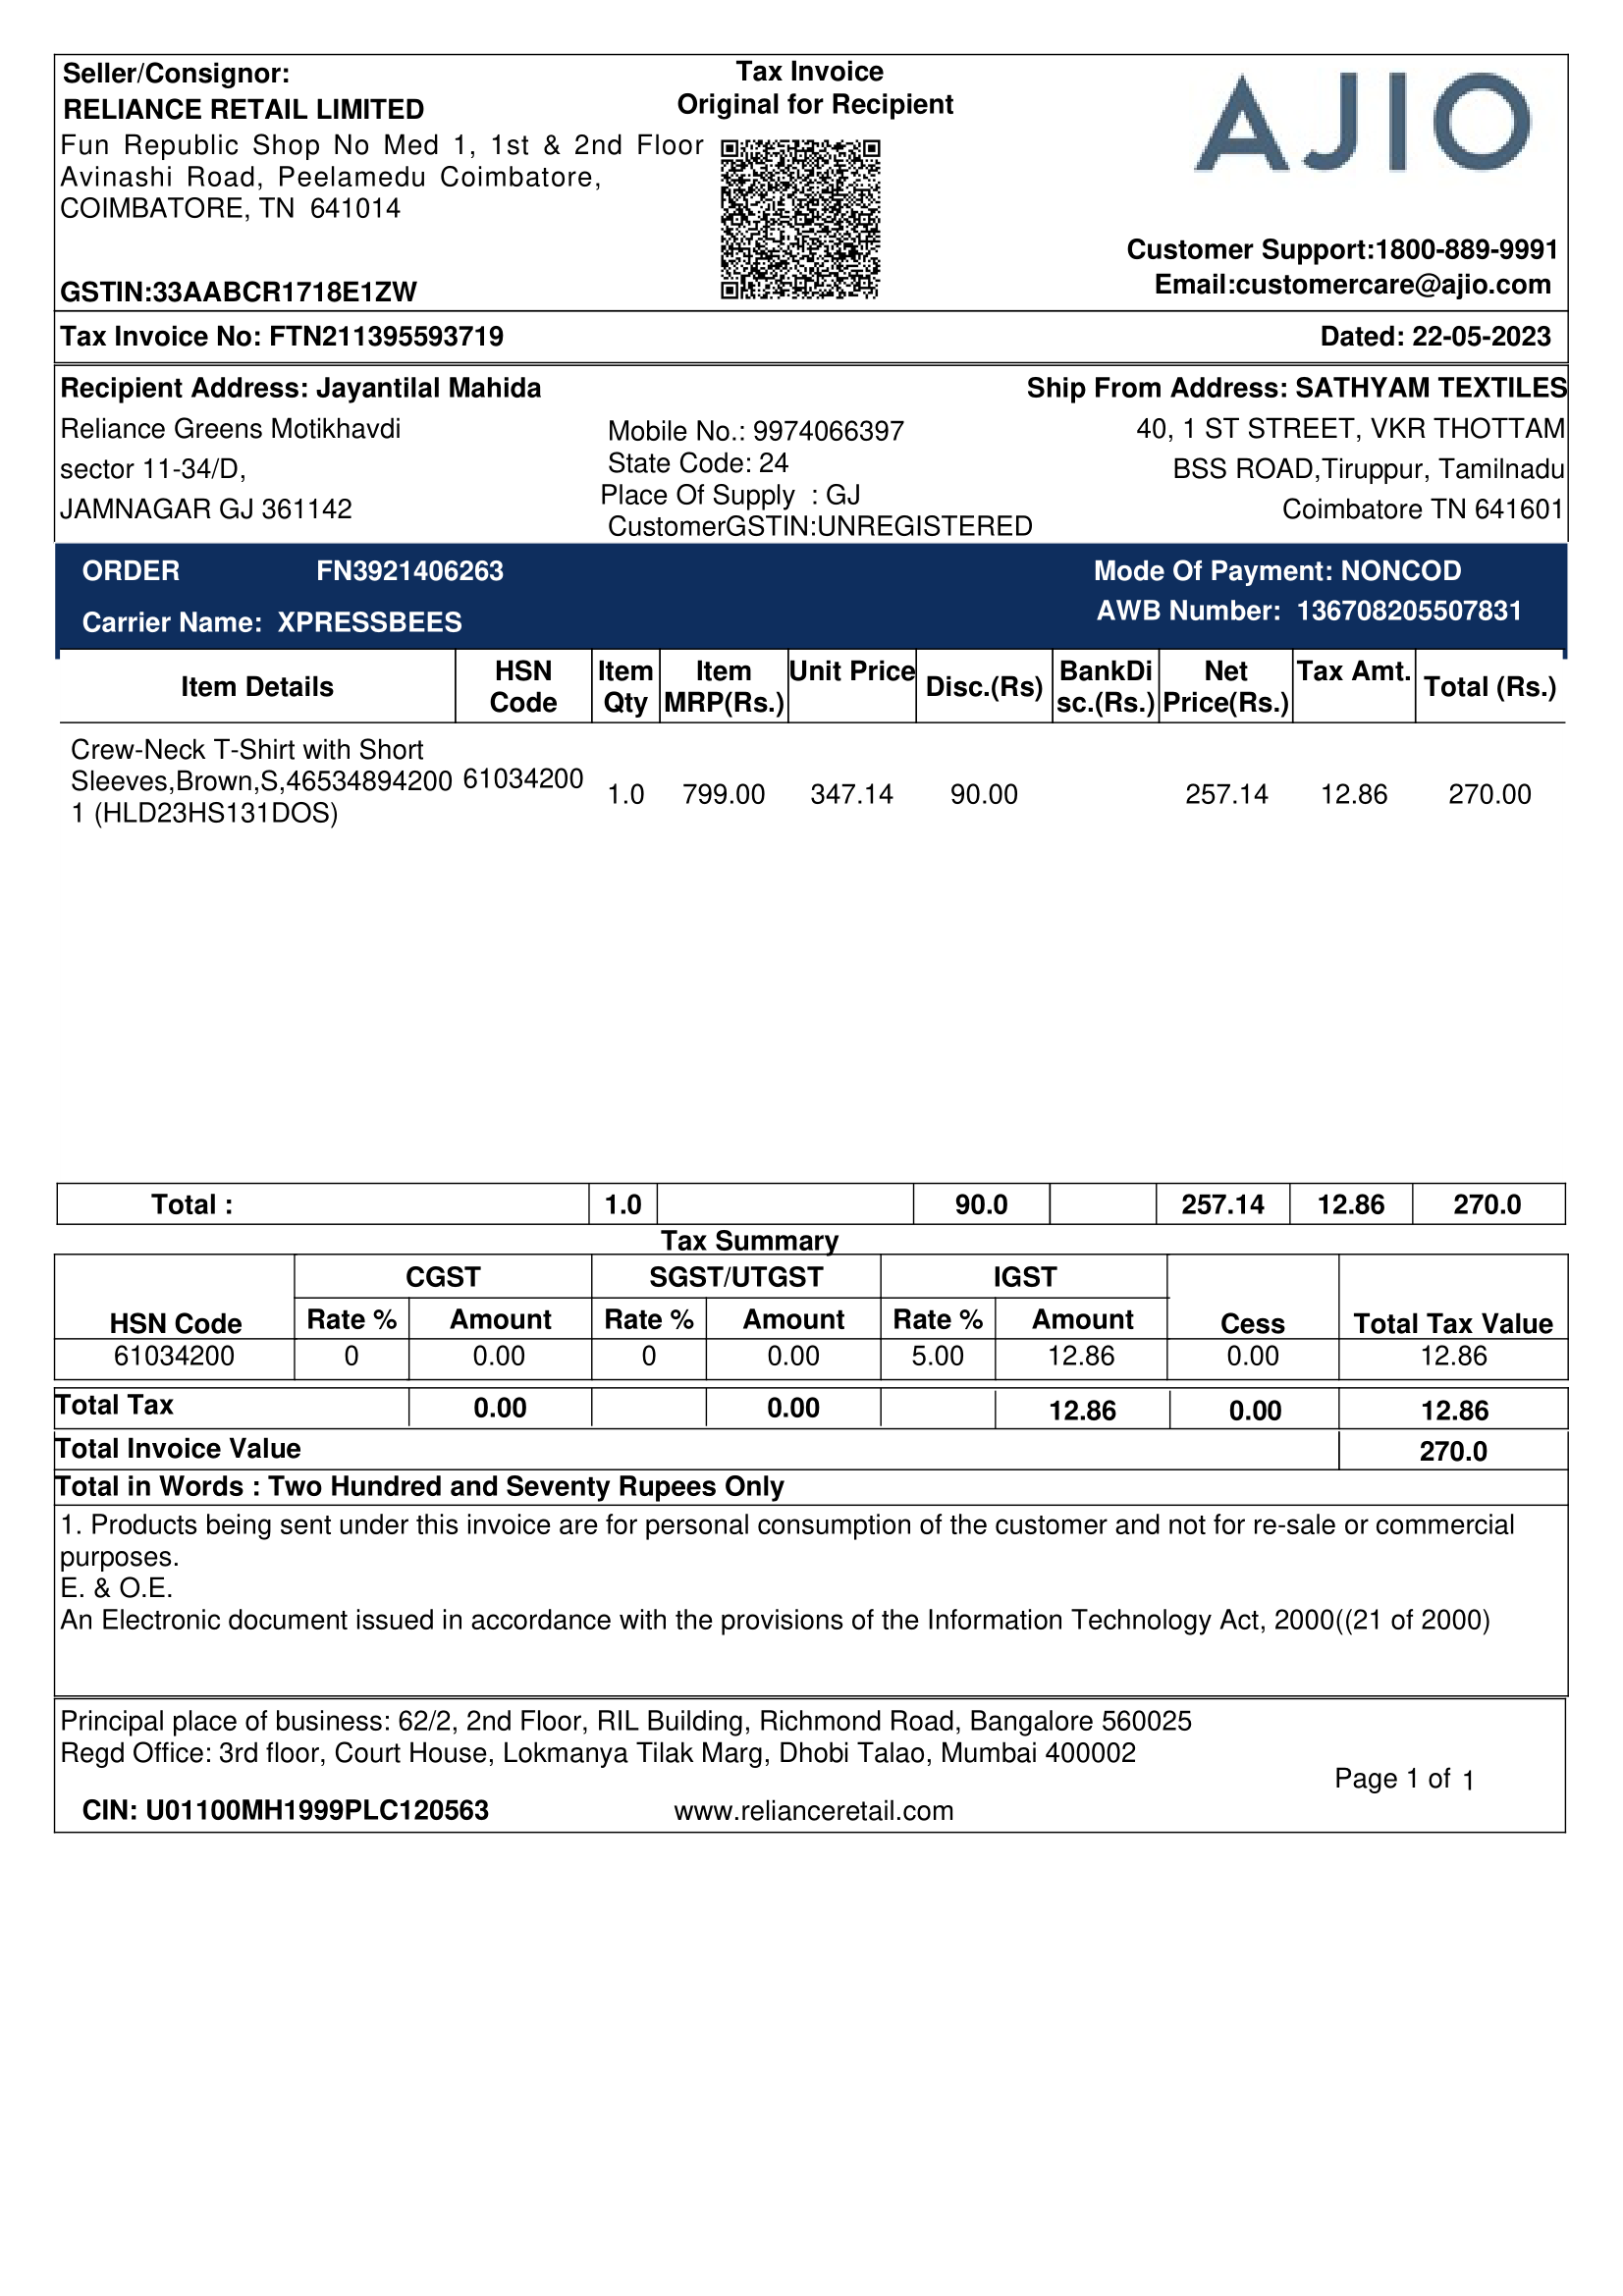 Seller/Consignor:
RELIANCE RETAIL LIMITED
Fun Republic Shop No Med 1, 1st & 2nd Floor
Avinashi Road, Peelamedu Coimbatore,
COIMBATORE, TN 641014
GSTIN:33AABCR1718E1ZW
Tax Invoice
Original for Recipient
AJIO
Customer Support:1800-889-9991
Email:customercare@ajio.com
Tax Invoice No: FTN211395593719 Dated: 22-05-2023
Recipient Address: Jayantilal Mahida
Reliance Greens Motikhavdi
sector 11-34/D,
JAMNAGAR GJ 361142
Mobile No.: 9974066397
State Code: 24
Place Of Supply : GJ
CustomerGSTIN:UNREGISTERED
Ship From Address: SATHYAM TEXTILES
40, 1 ST STREET, VKR THOTTAM
BSS ROAD,Tiruppur, Tamilnadu
Coimbatore TN 641601
ORDER FN3921406263 Mode Of Payment: NONCOD
Carrier Name: XPRESSBEES AWB Number: 136708205507831
Item Details HSN Code Item Qty Item MRP(Rs.) Unit Price Disc.(Rs) BankDi sc.(Rs.) Net Price(Rs.) Tax Amt. Total (Rs.)
Crew-Neck T-Shirt with Short
Sleeves,Brown,S,46534894200 61034200 1.0 799.00 347.14 90.00 257.14 12.86 270.00
1 (HLD23HS131DOS)
Total : 1.0 90.0 257.14 12.86 270.0
Tax Summary
CGST SGST/UTGST IGST
HSN Code Rate % Amount Rate % Amount Rate % Amount Cess Total Tax Value
61034200 0 0.00 0 0.00 5.00 12.86 0.00 12.86
Total Tax 0.00 0.00 12.86 0.00 12.86
Total Invoice Value 270.0
Total in Words : Two Hundred and Seventy Rupees Only
1. Products being sent under this invoice are for personal consumption of the customer and not for re-sale or commercial
purposes.
E. & O.E.
An Electronic document issued in accordance with the provisions of the Information Technology Act, 2000((21 of 2000)
Principal place of business: 62/2, 2nd Floor, RIL Building, Richmond Road, Bangalore 560025
Regd Office: 3rd floor, Court House, Lokmanya Tilak Marg, Dhobi Talao, Mumbai 400002
Page 1 of 1
CIN: U01100MH1999PLC120563 www.relianceretail.com